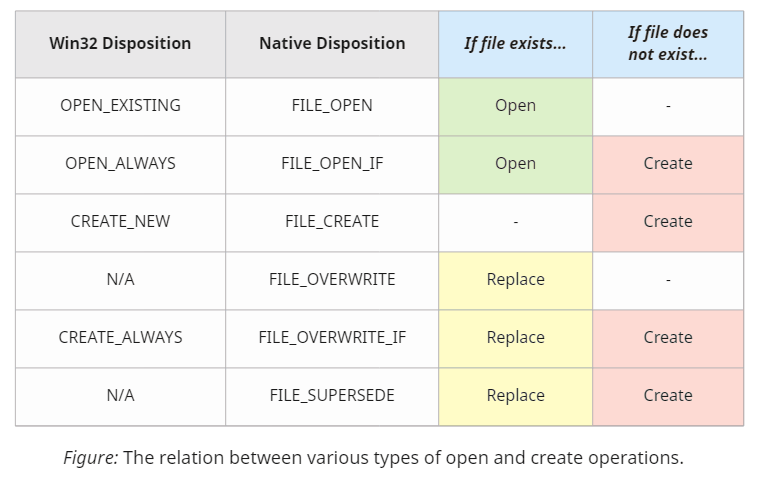 Win32 Disposition Native Disposition If file exists... If file does
not exist...
OPEN_EXISTING FILE_OPEN Open -
OPEN_ALWAYS FILE_OPEN_IF Open Create
CREATE_NEW FILE_CREATE - Create
N/A FILE_OVERWRITE Replace -
CREATE_ALWAYS FILE_OVERWRITE_IF Replace Create
N/A FILE_SUPERSEDE Replace Create
Figure: The relation between various types of open and create operations.